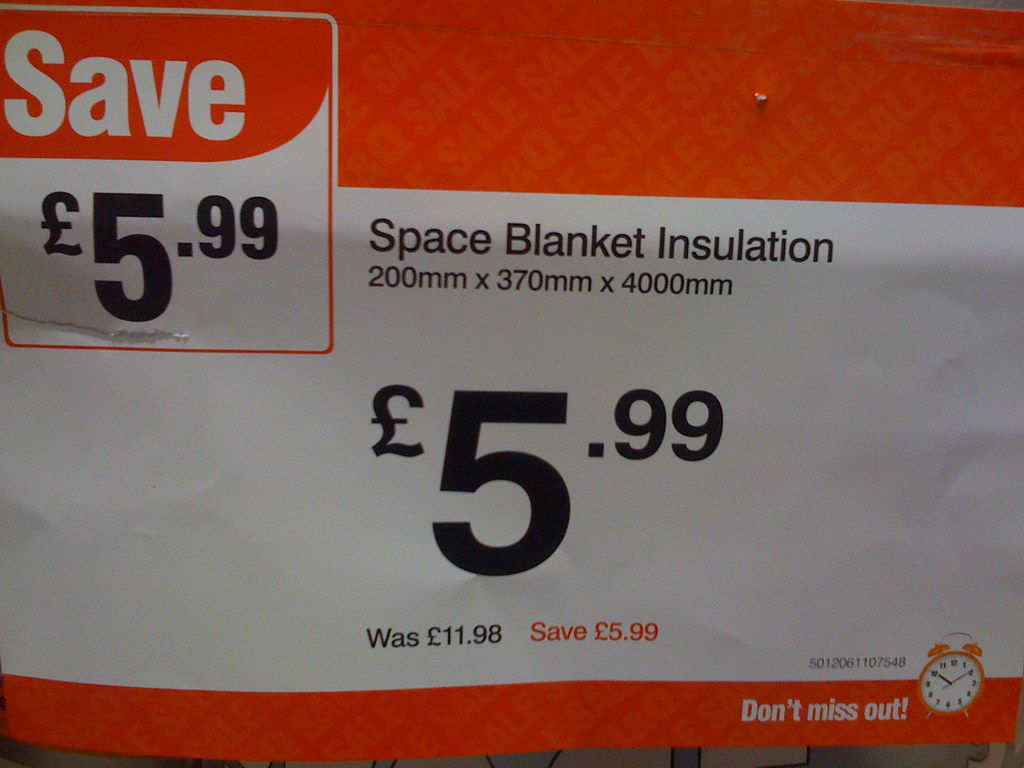 Save
£5.99
Space Blanket Insulation
200mm x 370mm x 4000mm
£5.99
Was £11.98 Save £5.99
5012061107548
Don't miss out!